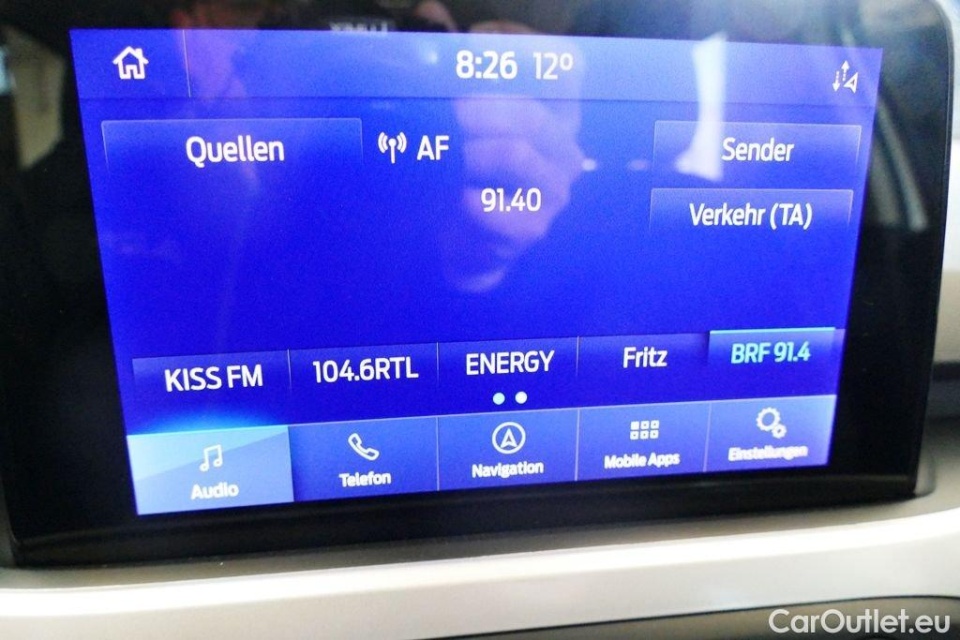 8:26 12°
Quellen
AF
Sender
91.40
Verkehr (TA)
KISS FM
104.6RTL
ENERGY
Fritz
BRF 91.4
Audio
Telefon
Navigation
Mobile Apps
Einstellungen
CarOutlet.eu